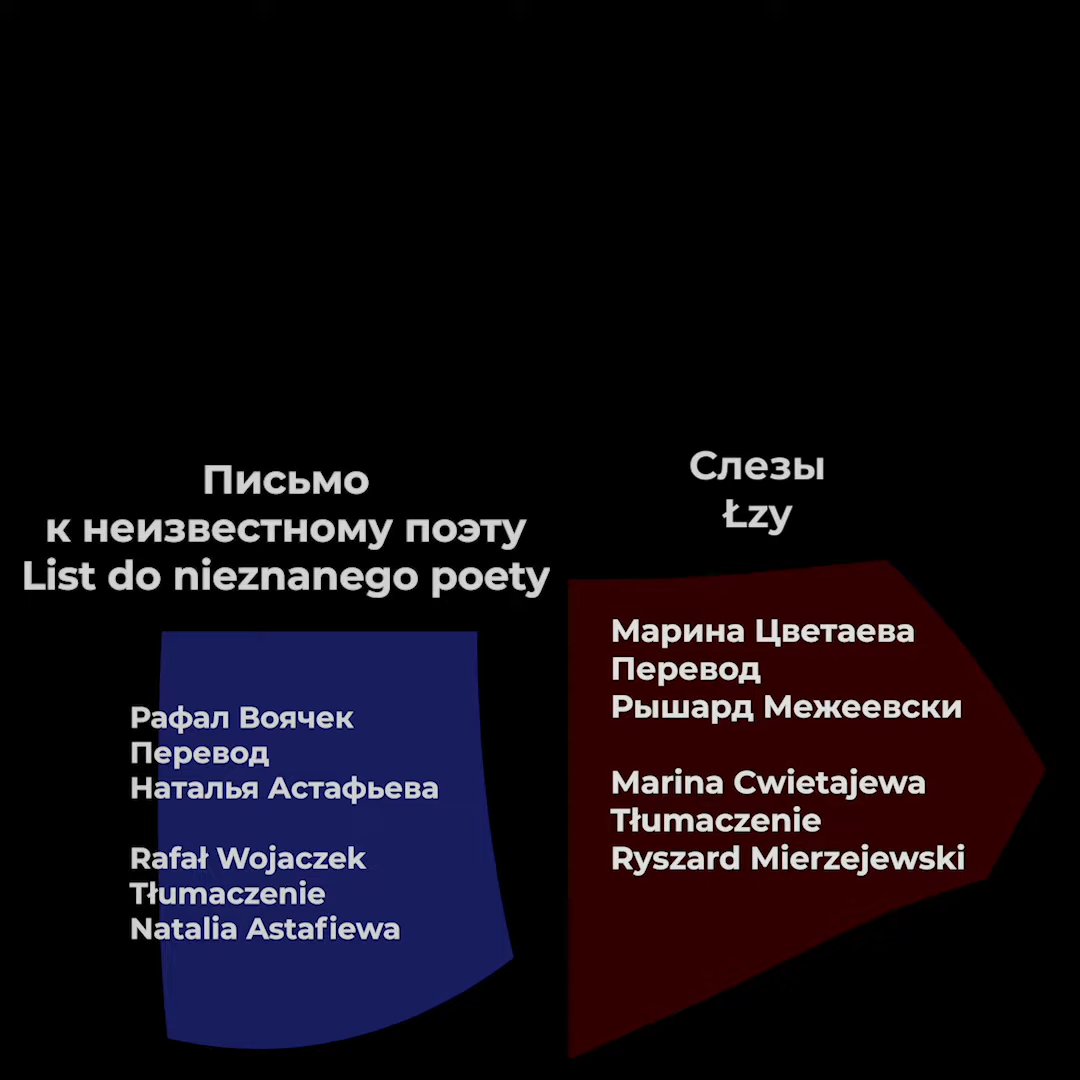 Письмо
к неизвестному поэту
List do nieznanego poety
Рафал Воячек
Перевод
Наталья Астафьева
Rafał Wojaczek
Tłumaczenie
Natalia Astafiewa
Слезы
Łzy
Марина Цветаева
Перевод
Рышард Межеевски
Marina Cwietajewa
Tłumaczenie
Ryszard Mierzejewski